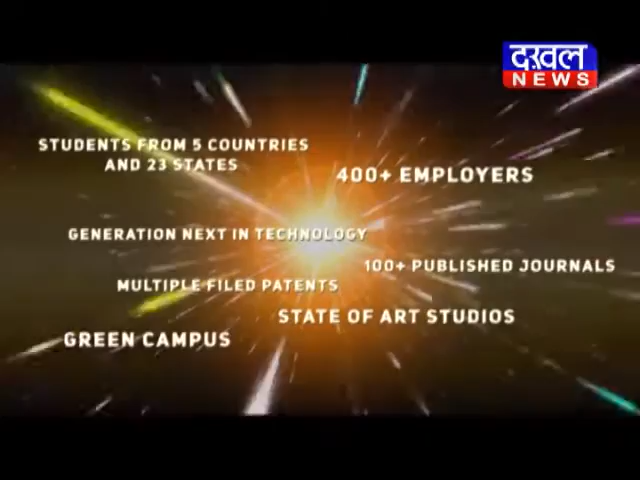 दख़ल
NEWS
STUDENTS FROM 5 COUNTRIES
AND 23 STATES
400+ EMPLOYERS
GENERATION NEXT IN TECHNOLOGY
100+ PUBLISHED JOURNALS
MULTIPLE FILED PATENTS
STATE OF ART STUDIOS
GREEN CAMPUS